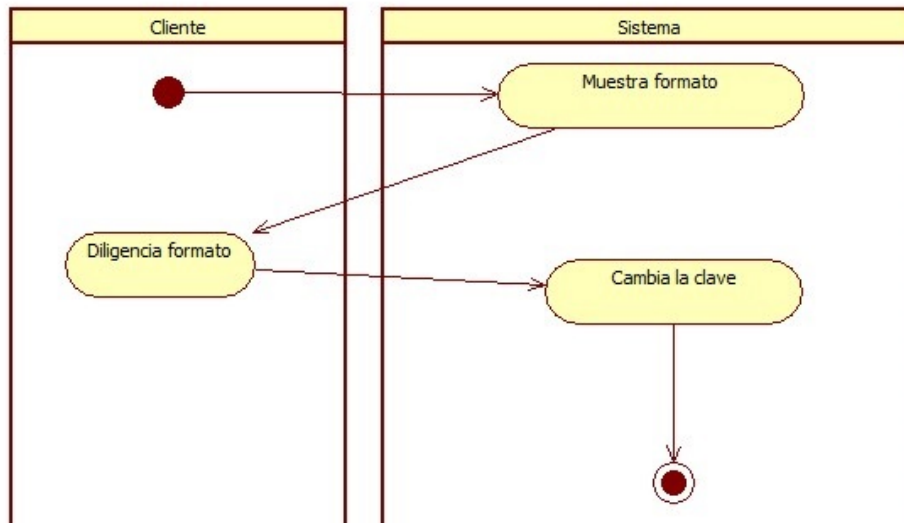 Cliente
Sistema
Muestra formato
Diligencia formato
Cambia la clave